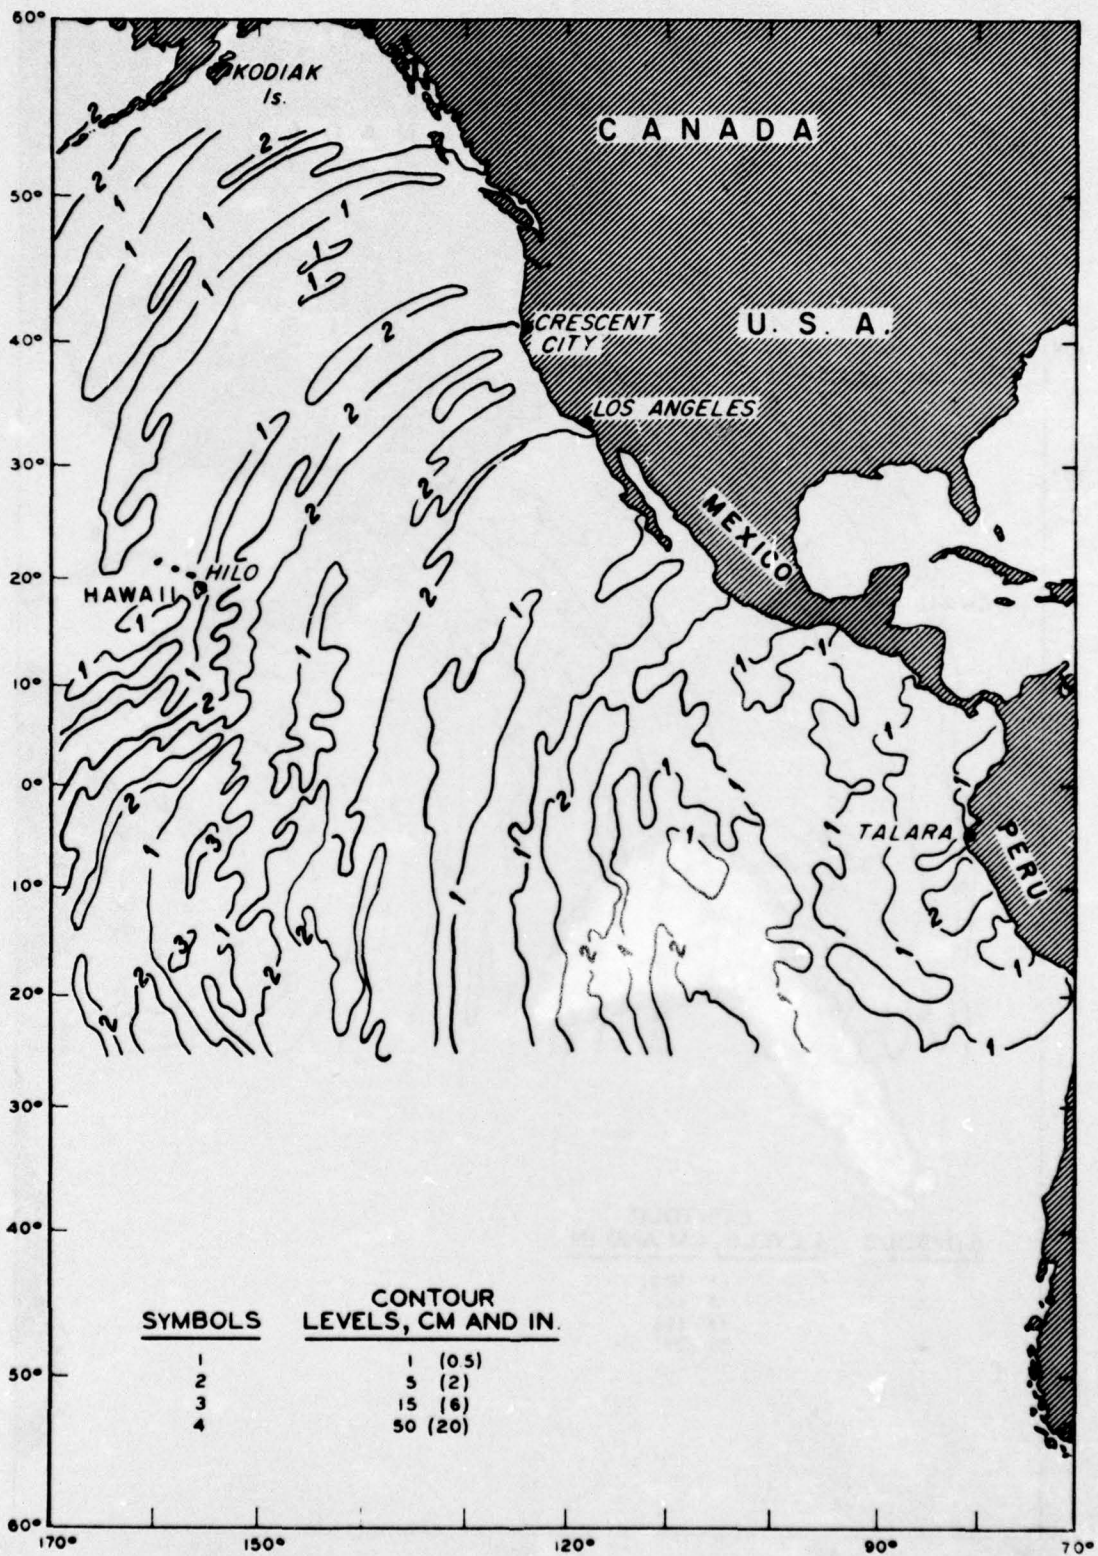 60°
KODIAK
Is.
CANADA
50°
40°
CRESCENT
CITY
U. S. A.
LOS ANGELES
30°
MEXICO
20°
HILO
HAWAII
10°
0°
TALARA
PERU
10°
20°
30°
40°
50°
60°
SYMBOLS
CONTOUR
LEVELS, CM AND IN.
1 1 (0.5)
2 5 (2)
3 15 (6)
4 50 (20)
170° 150° 120° 90° 70°